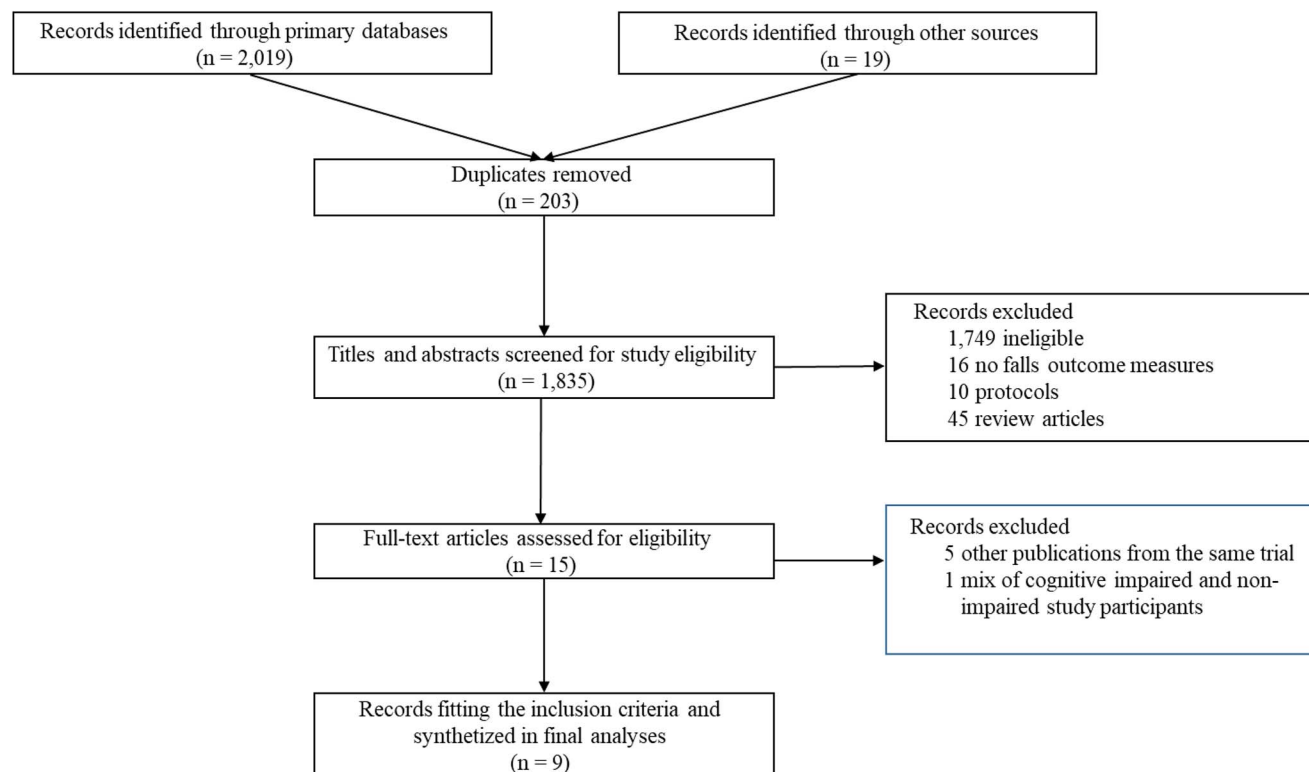 Records identified through primary databases
(n = 2,019)
Records identified through other sources
(n = 19)
Duplicates removed
(n = 203)
Titles and abstracts screened for study eligibility
(n = 1,835)
Records excluded
1,749 ineligible
16 no falls outcome measures
10 protocols
45 review articles
Full-text articles assessed for eligibility
(n = 15)
Records excluded
5 other publications from the same trial
1 mix of cognitive impaired and non-
impaired study participants
Records fitting the inclusion criteria and
synthetized in final analyses
(n = 9)